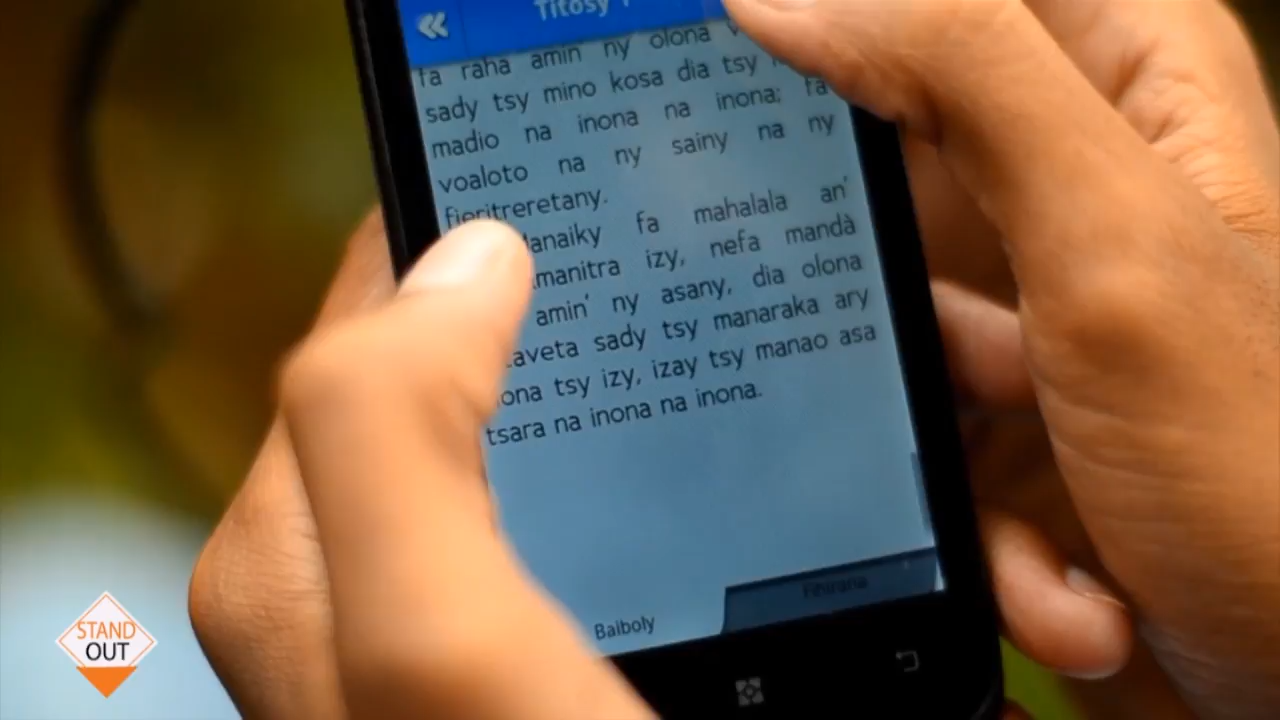 Titosy
fa raha amin ny olona
sady tsy mino kosa dia tsy
madio na inona na inona; fa
voaloto na ny sainy na ny
fieritreretany.
fa mahalala an'
izy, nefa mandà
amin' ny asany, dia olona
sady tsy manaraka ary
tsy izy, izay tsy manao asa
tsara na inona na inona.
Baiboly
Fihirana
STAND
OUT